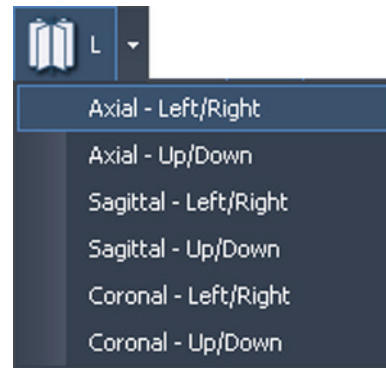 L
Axial - Left/Right
Axial - Up/Down
Sagittal - Left/Right
Sagittal - Up/Down
Coronal - Left/Right
Coronal - Up/Down